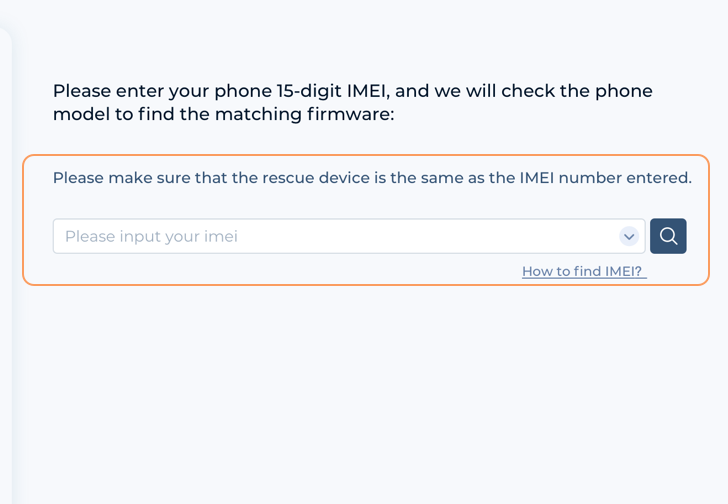 Please enter your phone 15-digit IMEI, and we will check the phone
model to find the matching firmware:
Please make sure that the rescue device is the same as the IMEI number entered.
Please input your imei
How to find IMEI?